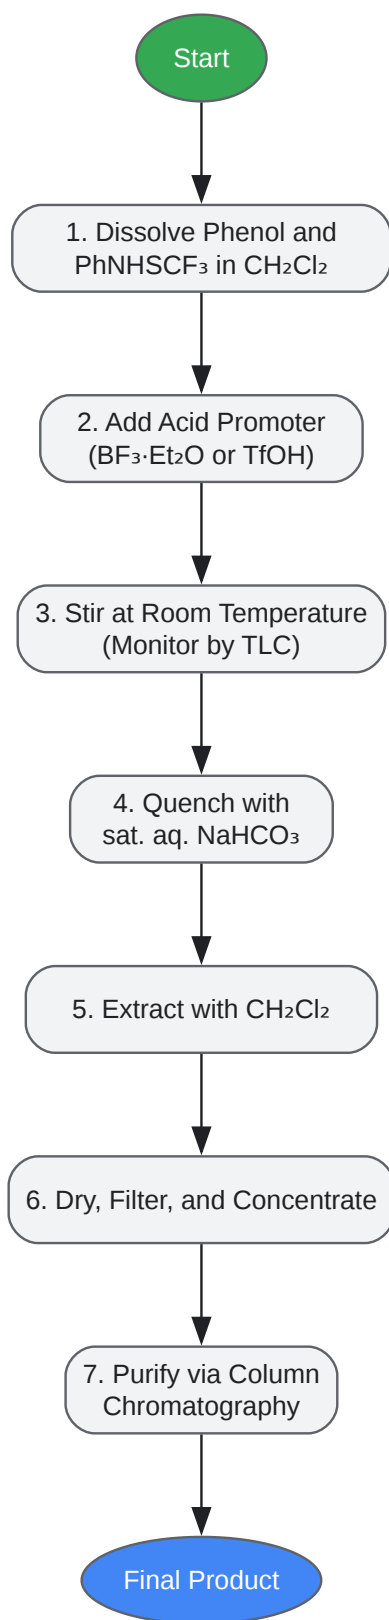 Start
1. Dissolve Phenol and
PhNHSCF₃ in CH₂Cl₂
2. Add Acid Promoter
(BF₃·Et₂O or TfOH)
3. Stir at Room Temperature
(Monitor by TLC)
4. Quench with
sat. aq. NaHCO₃
5. Extract with CH₂Cl₂
6. Dry, Filter, and Concentrate
7. Purify via Column
Chromatography
Final Product